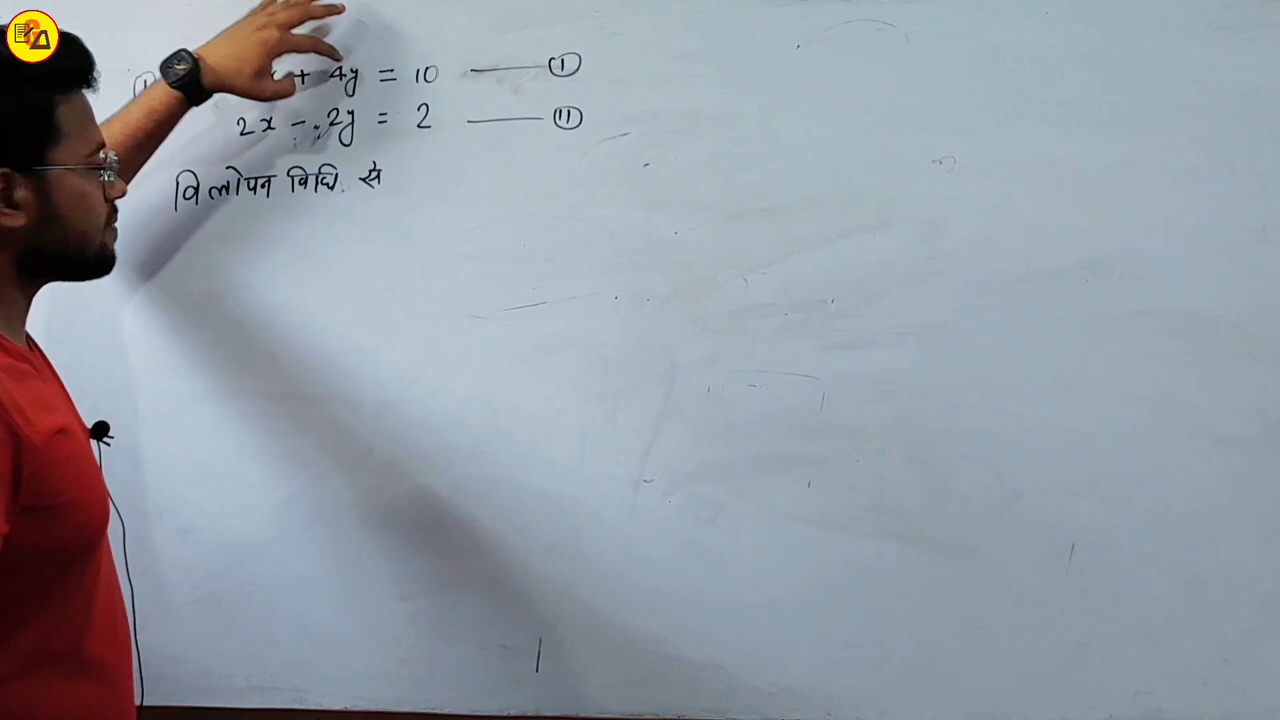 + 4y = 10 ——— (I)
2x - 2y = 2 ——— (II)
विलोपन विधि से